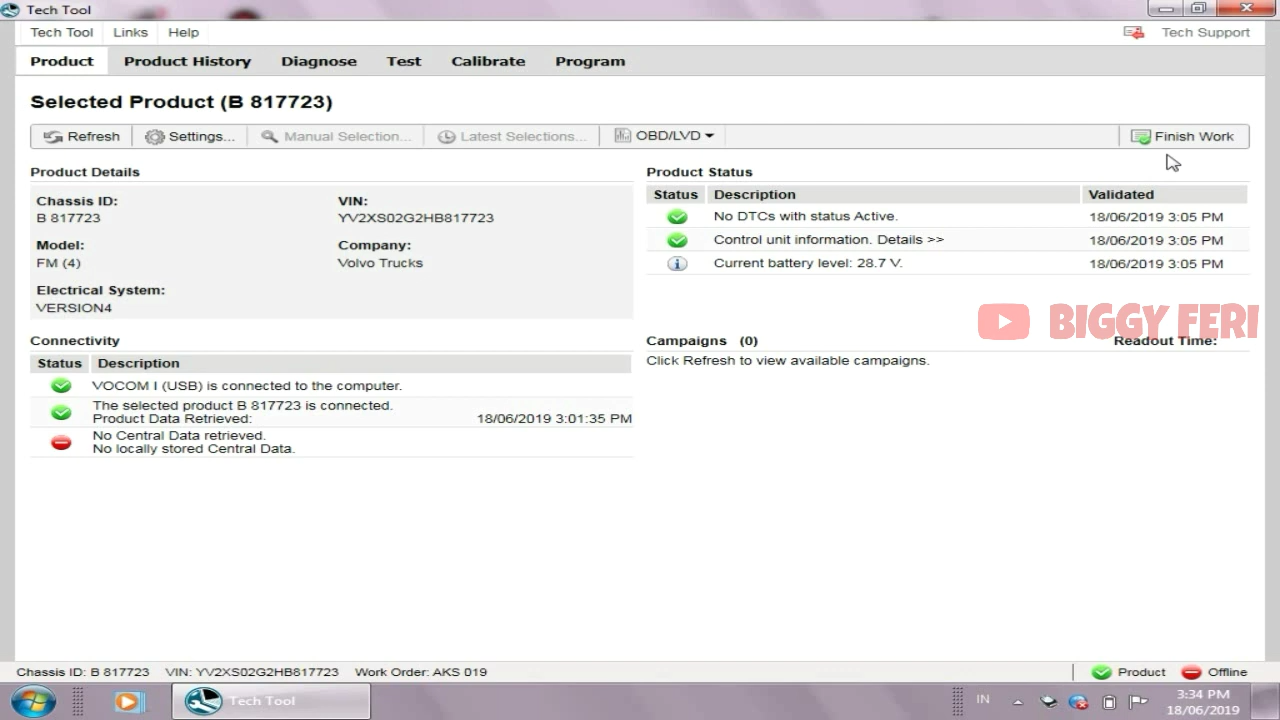 Tech Tool
Tech Tool Links Help Tech Support
Product Product History Diagnose Test Calibrate Program
Selected Product (B 817723)
Refresh Settings... Manual Selection... Latest Selections... OBD/LVD Finish Work
Product Details
Chassis ID: VIN:
B 817723 YV2XS02G2HB817723
Model: Company:
FM (4) Volvo Trucks
Electrical System:
VERSION4
Product Status
Status Description Validated
No DTCs with status Active. 18/06/2019 3:05 PM
Control unit information. Details >> 18/06/2019 3:05 PM
Current battery level: 28.7 V. 18/06/2019 3:05 PM
BIGGY FERI
Connectivity
Status Description
VOCOM I (USB) is connected to the computer.
The selected product B 817723 is connected.
Product Data Retrieved: 18/06/2019 3:01:35 PM
No Central Data retrieved.
No locally stored Central Data.
Campaigns (0) Readout Time:
Click Refresh to view available campaigns.
Chassis ID: B 817723 VIN: YV2XS02G2HB817723 Work Order: AKS 019 Product Offline
Tech Tool IN 3:34 PM
18/06/2019